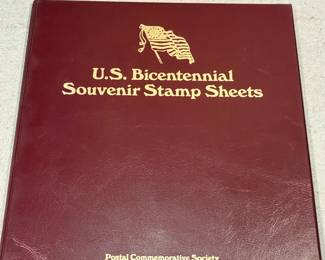 U.S. Bicentennial
Souvenir Stamp Sheets
Postal Commemorative Society